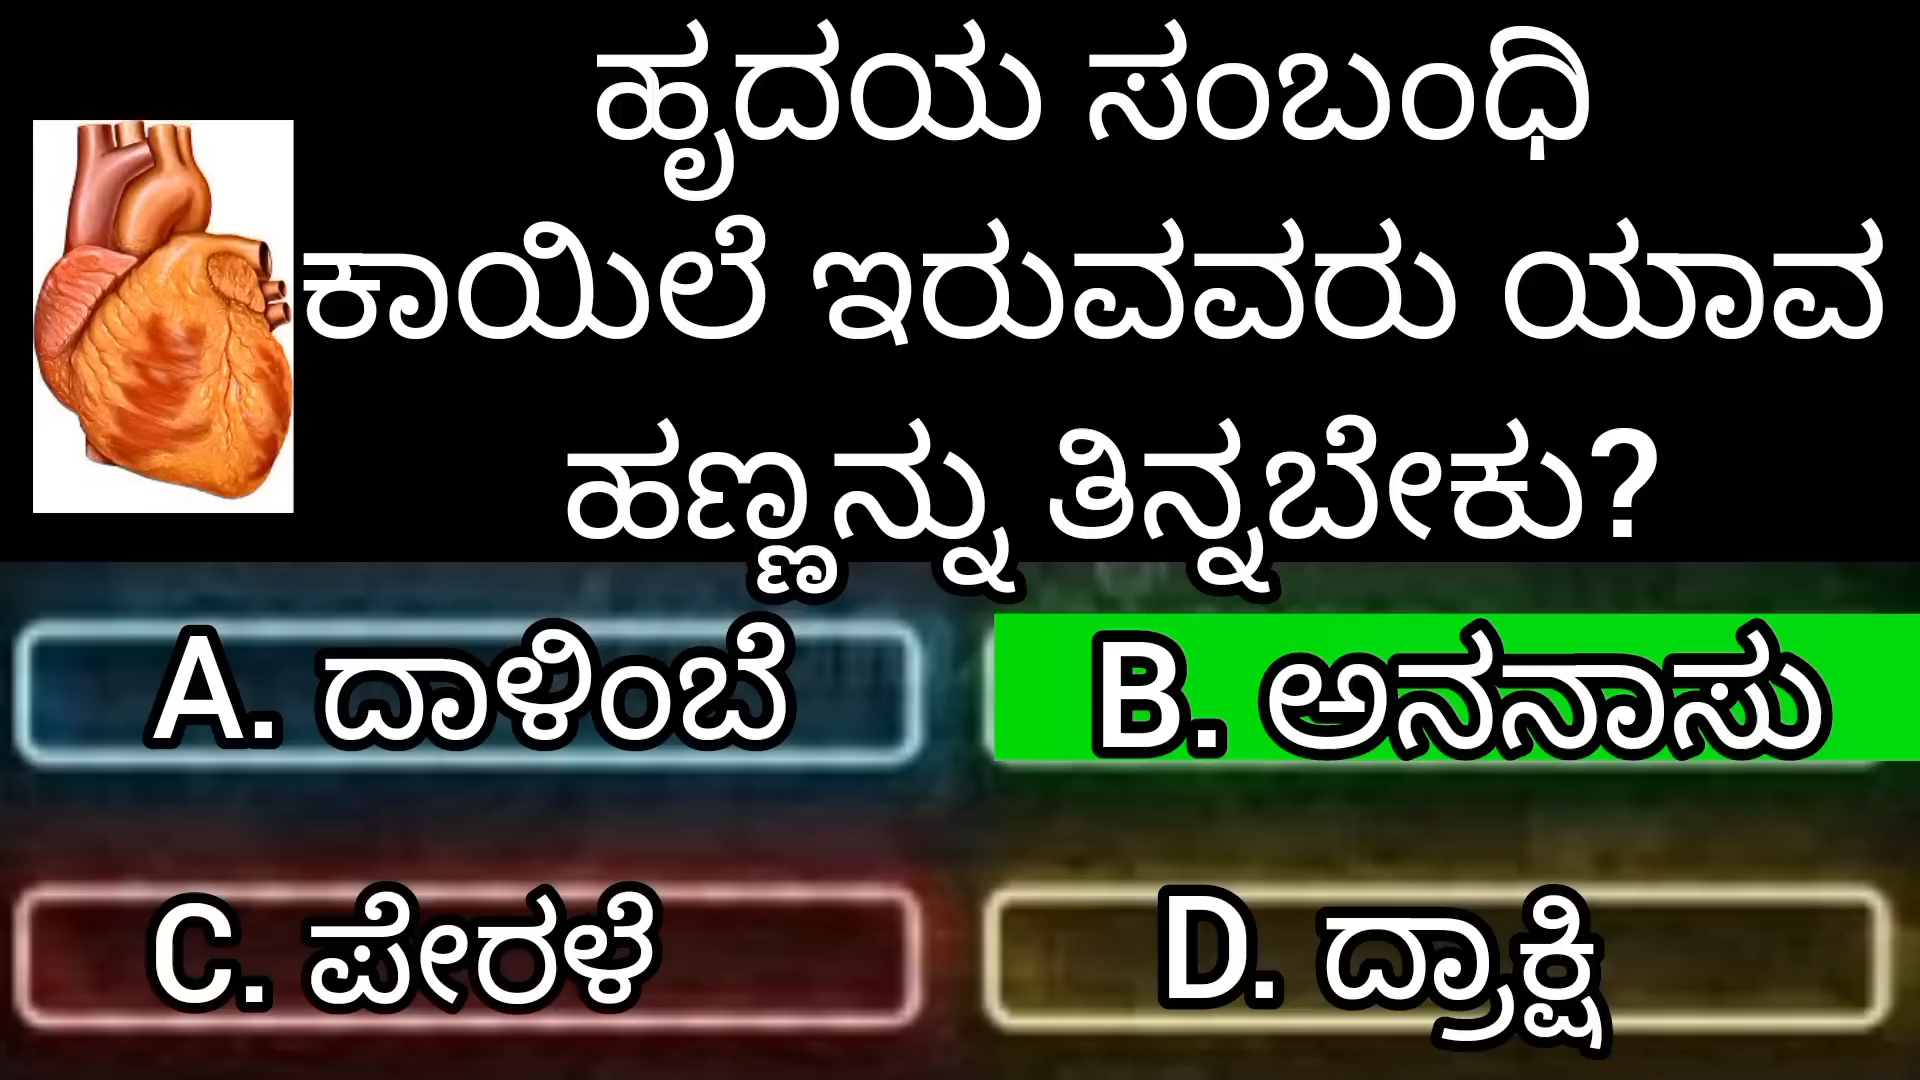 ಹೃದಯ ಸಂಬಂಧಿ
ಕಾಯಿಲೆ ಇರುವವರು ಯಾವ
ಹಣ್ಣನ್ನು ತಿನ್ನಬೇಕು?
A. ದಾಳಿಂಬೆ
B. ಅನನಾಸು
C. ಪೇರಳೆ
D. ದ್ರಾಕ್ಷಿ